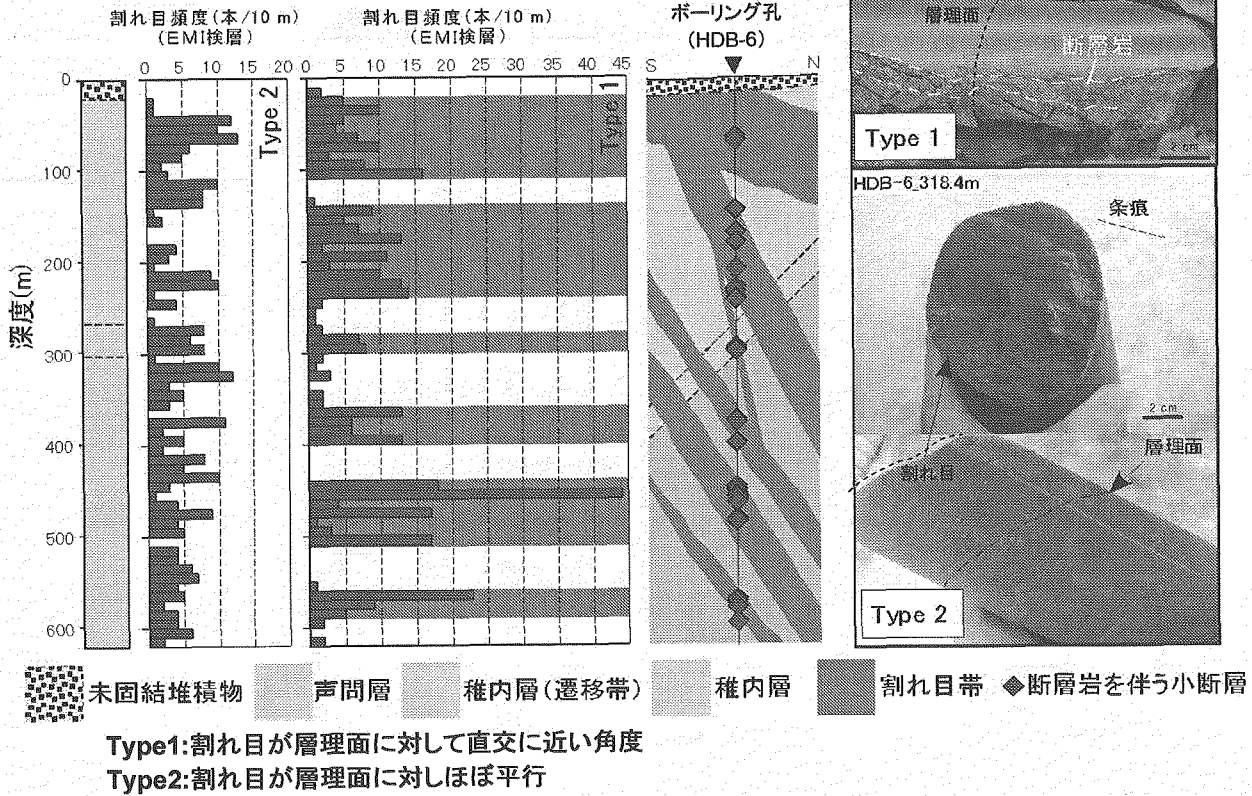 割れ目頻度(本/10 m)
(EMI検層)
0 5 10 15 20
Type 2
割れ目頻度(本/10 m)
(EMI検層)
0 5 10 15 20 25 30 35 40 45
Type 1
深度(m)
0
100
200
300
400
500
600
ボーリング孔
(HDB-6)
S N
層理面
断層岩
Type 1
2 cm
HDB-6_318.4m
条痕
2 cm
層理面
割れ目
Type 2
未固結堆積物 声問層 稚内層(遷移帯) 稚内層 割れ目帯 ◆断層岩を伴う小断層
Type1:割れ目が層理面に対して直交に近い角度
Type2:割れ目が層理面に対しほぼ平行